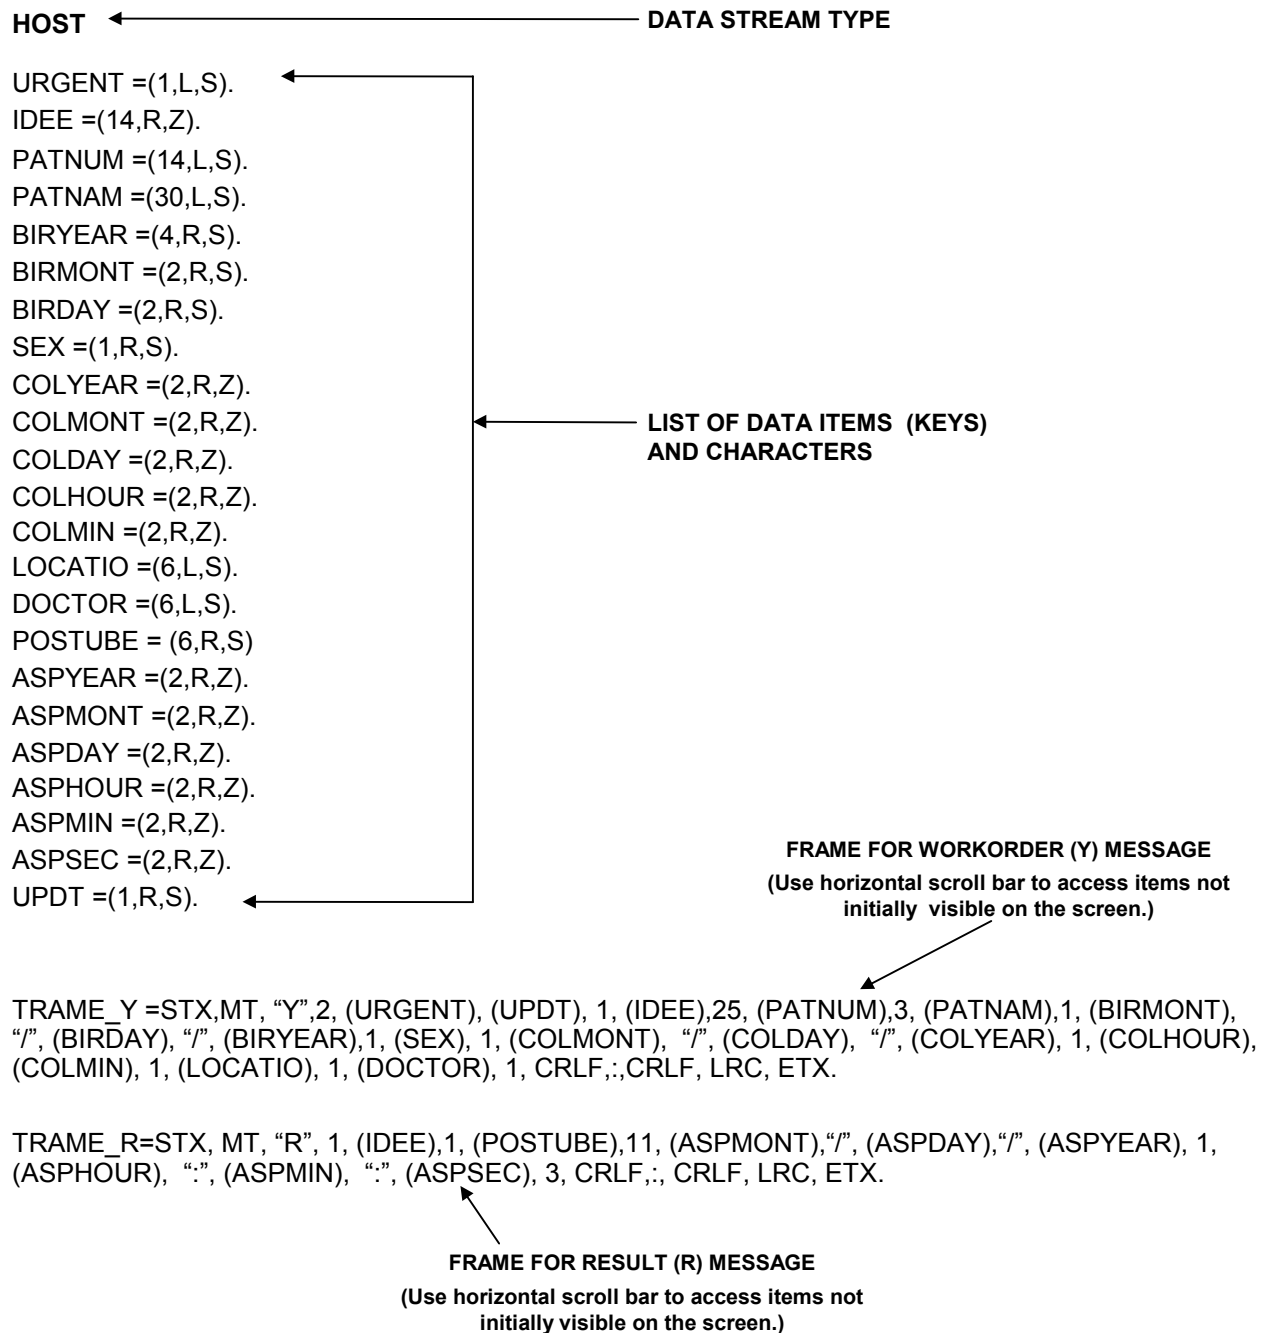 HOST
DATA STREAM TYPE
URGENT =(1,L,S).
IDEE =(14,R,Z).
PATNUM =(14,L,S).
PATNAM =(30,L,S).
BIRYEAR =(4,R,S).
BIRMONT =(2,R,S).
BIRDAY =(2,R,S).
SEX =(1,R,S).
COLYEAR =(2,R,Z).
COLMONT =(2,R,Z).
COLDAY =(2,R,Z).
COLHOUR =(2,R,Z).
COLMIN =(2,R,Z).
LOCATIO =(6,L,S).
DOCTOR =(6,L,S).
POSTUBE = (6,R,S)
ASPYEAR =(2,R,Z).
ASPMONT =(2,R,Z).
ASPDAY =(2,R,Z).
ASPHOUR =(2,R,Z).
ASPMIN =(2,R,Z).
ASPSEC =(2,R,Z).
UPDT =(1,R,S).
LIST OF DATA ITEMS (KEYS)
AND CHARACTERS
FRAME FOR WORKORDER (Y) MESSAGE
(Use horizontal scroll bar to access items not
initially visible on the screen.)
TRAME_Y =STX,MT, “Y”,2, (URGENT), (UPDT), 1, (IDEE),25, (PATNUM),3, (PATNAM),1, (BIRMONT),
“/”, (BIRDAY), “/”, (BIRYEAR),1, (SEX), 1, (COLMONT), “/”, (COLDAY), “/”, (COLYEAR), 1, (COLHOUR),
(COLMIN), 1, (LOCATIO), 1, (DOCTOR), 1, CRLF,:,CRLF, LRC, ETX.
TRAME_R=STX, MT, “R”, 1, (IDEE),1, (POSTUBE),11, (ASPMONT),“/”, (ASPDAY),“/”, (ASPYEAR), 1,
(ASPHOUR), “:”, (ASPMIN), “:”, (ASPSEC), 3, CRLF,:, CRLF, LRC, ETX.
FRAME FOR RESULT (R) MESSAGE
(Use horizontal scroll bar to access items not
initially visible on the screen.)